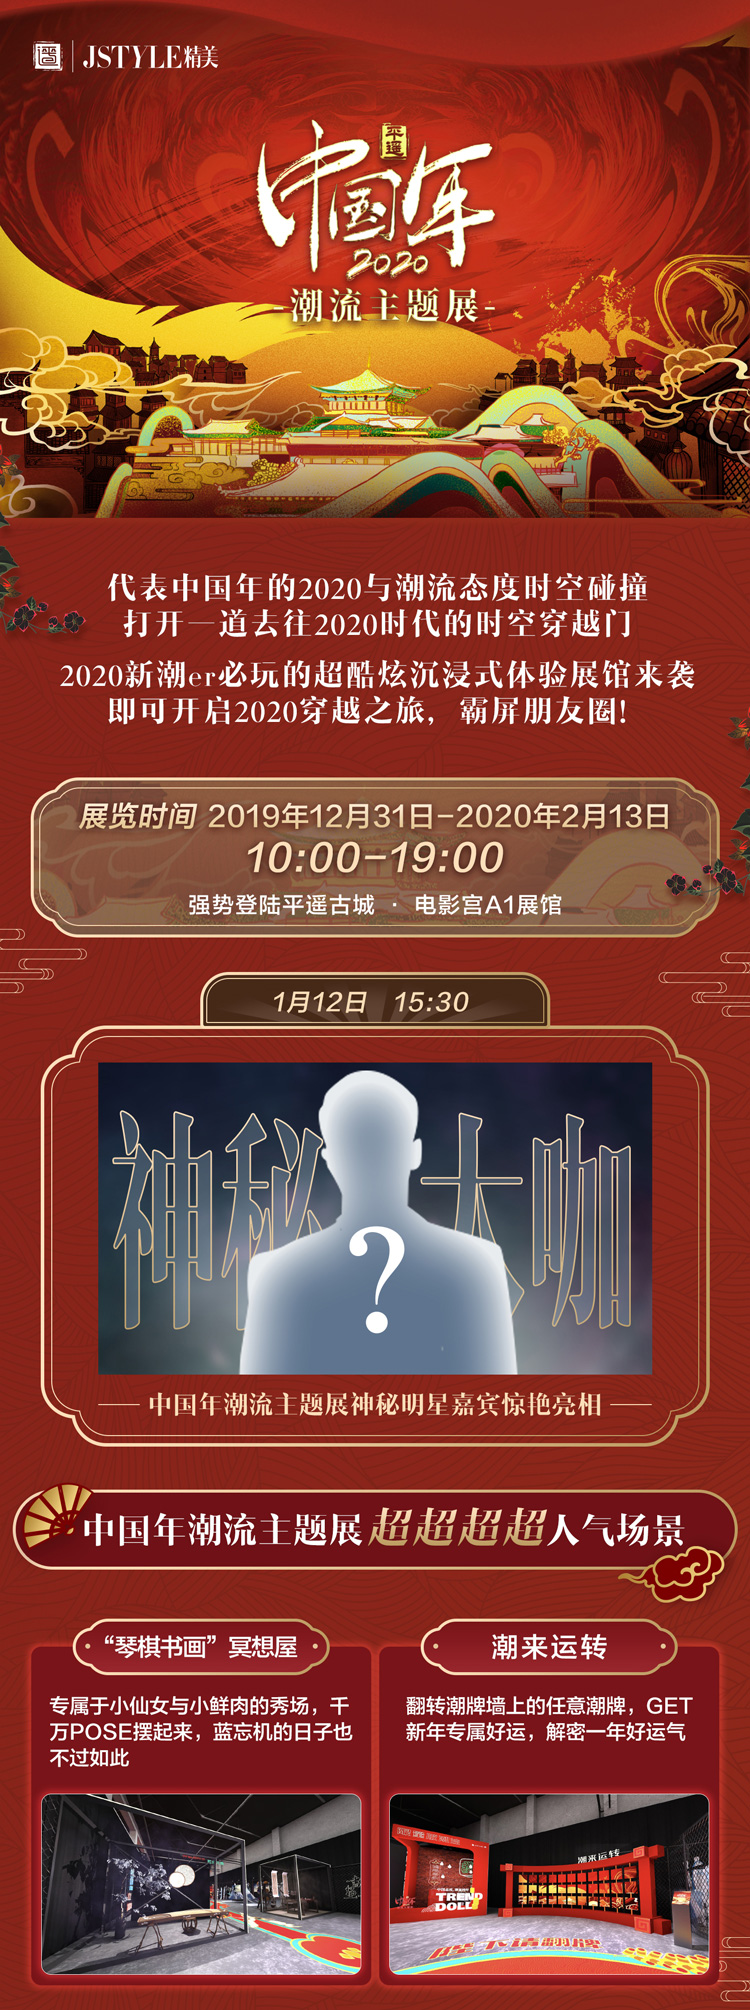 JSTYLE精美
平遥
中国年
2020
-潮流主题展-
代表中国年的2020与潮流态度时空碰撞
打开一道去往2020时代的时空穿越门
2020新潮er必玩的超酷炫沉浸式体验展馆来袭
即可开启2020穿越之旅，霸屏朋友圈！
展览时间 2019年12月31日-2020年2月13日
10:00-19:00
强势登陆平遥古城 · 电影宫A1展馆
1月12日 15:30
神秘大咖
?
中国年潮流主题展神秘明星嘉宾惊艳亮相
中国年潮流主题展超超超超人气场景
“琴棋书画”冥想屋
专属于小仙女与小鲜肉的秀场，千
万POSE摆起来，蓝忘机的日子也
不过如此
潮来运转
翻转潮牌墙上的任意潮牌，GET
新年专属好运，解密一年好运气
潮来运转
TREND
DOLL